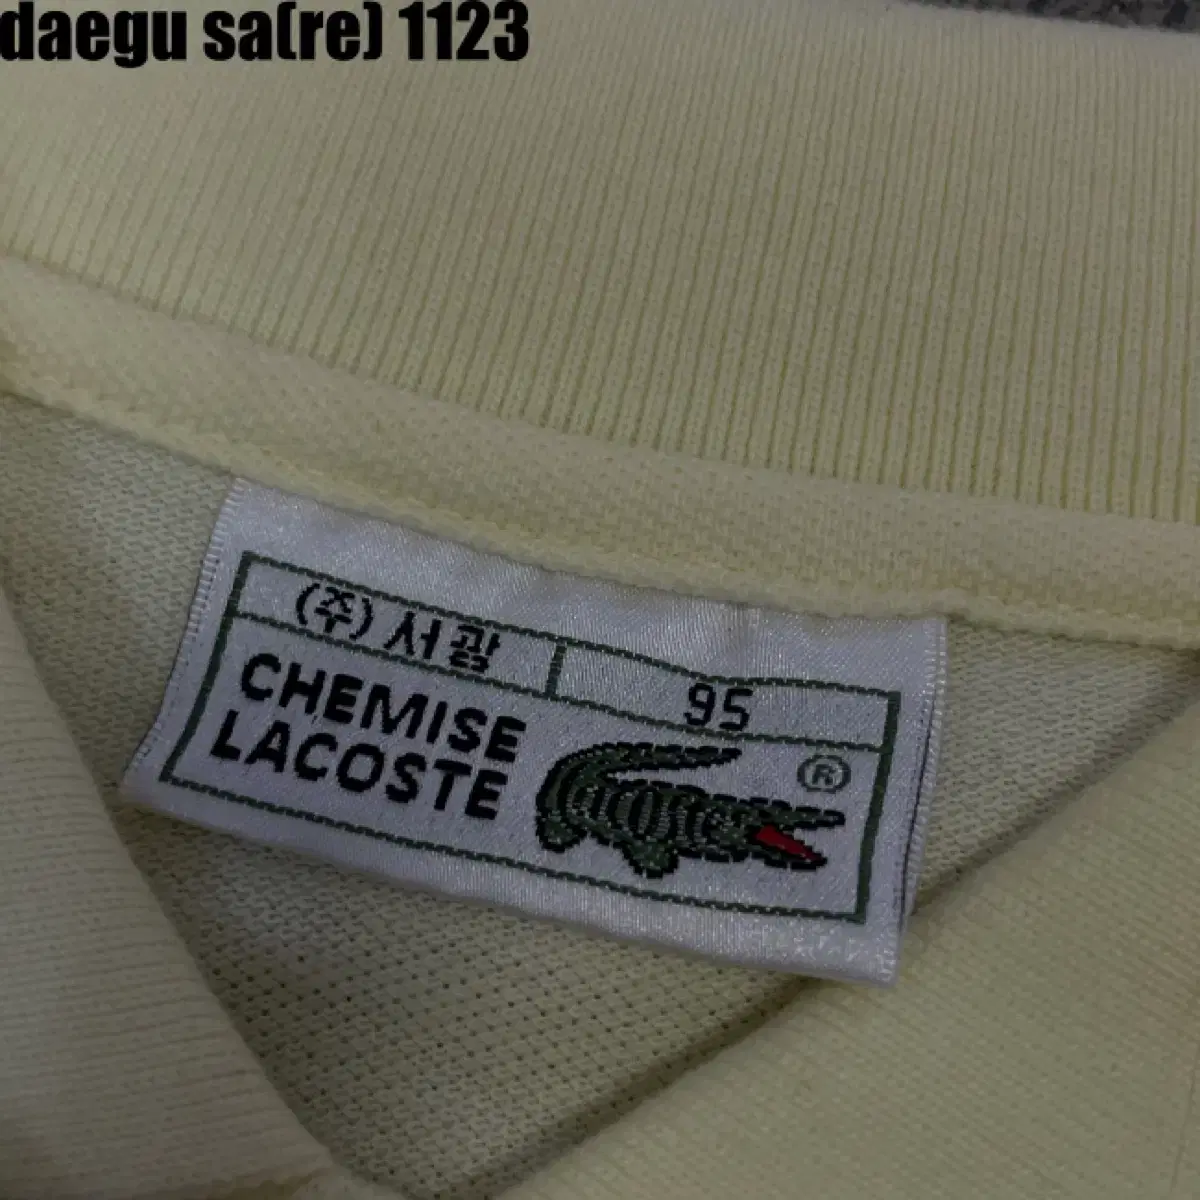 daegu sa(re) 1123
(주) 서광
95
CHEMISE
LACOSTE
®